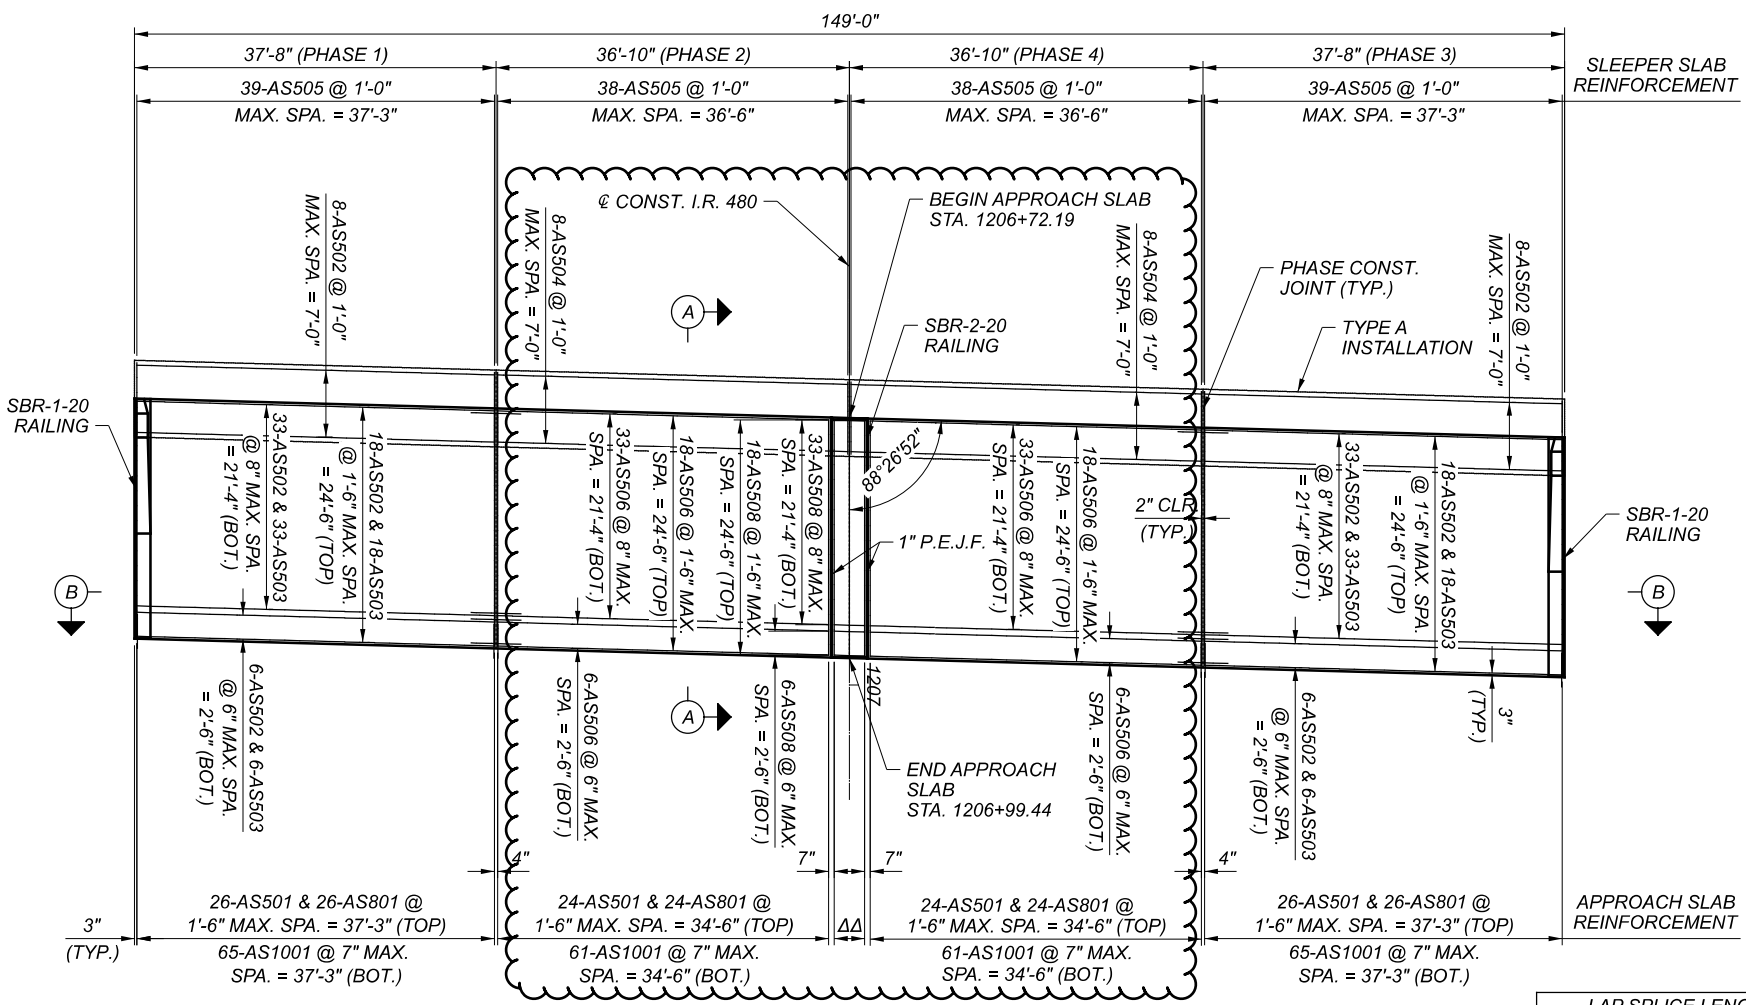 149'-0"
37'-8" (PHASE 1)
36'-10" (PHASE 2)
36'-10" (PHASE 4)
37'-8" (PHASE 3)
SLEEPER SLAB
REINFORCEMENT
39-AS505 @ 1'-0"
MAX. SPA. = 37'-3"
38-AS505 @ 1'-0"
MAX. SPA. = 36'-6"
38-AS505 @ 1'-0"
MAX. SPA. = 36'-6"
39-AS505 @ 1'-0"
MAX. SPA. = 37'-3"
8-AS502 @ 1'-0"
MAX. SPA. = 7'-0"
8-AS504 @ 1'-0"
MAX. SPA. = 7'-0"
℄ CONST. I.R. 480
BEGIN APPROACH SLAB
STA. 1206+72.19
8-AS504 @ 1'-0"
MAX. SPA. = 7'-0"
PHASE CONST.
JOINT (TYP.)
8-AS502 @ 1'-0"
MAX. SPA. = 7'-0"
A
SBR-2-20
RAILING
TYPE A
INSTALLATION
SBR-1-20
RAILING
33-AS502 & 33-AS503
@ 8" MAX. SPA.
= 21'-4" (BOT.)
18-AS502 & 18-AS503
@ 1'-6" MAX. SPA.
= 24'-6" (TOP)
33-AS506 @ 8" MAX.
SPA. = 21'-4" (BOT.)
18-AS506 @ 1'-6" MAX.
SPA. = 24'-6" (TOP)
18-AS508 @ 1'-6" MAX.
SPA. = 24'-6" (TOP)
33-AS508 @ 8" MAX.
SPA. = 21'-4" (BOT.)
88°26'52"
33-AS506 @ 8" MAX.
SPA. = 21'-4" (BOT.)
18-AS506 @ 1'-6" MAX.
SPA. = 24'-6" (TOP)
2" CLR.
(TYP.)
33-AS502 & 33-AS503
@ 8" MAX. SPA.
= 21'-4" (BOT.)
18-AS502 & 18-AS503
@ 1'-6" MAX. SPA.
= 24'-6" (TOP)
SBR-1-20
RAILING
1" P.E.J.F.
B
B
6-AS502 & 6-AS503
@ 6" MAX. SPA.
= 2'-6" (BOT.)
6-AS506 @ 6" MAX.
SPA. = 2'-6" (BOT.)
A
6-AS508 @ 6" MAX.
SPA. = 2'-6" (BOT.)
1207
END APPROACH
SLAB
STA. 1206+99.44
6-AS506 @ 6" MAX.
SPA. = 2'-6" (BOT.)
6-AS502 & 6-AS503
@ 6" MAX. SPA.
= 2'-6" (BOT.)
3"
(TYP.)
4"
7"
7"
4"
3"
(TYP.)
26-AS501 & 26-AS801 @
1'-6" MAX. SPA. = 37'-3" (TOP)
65-AS1001 @ 7" MAX.
SPA. = 37'-3" (BOT.)
24-AS501 & 24-AS801 @
1'-6" MAX. SPA. = 34'-6" (TOP)
61-AS1001 @ 7" MAX.
SPA. = 34'-6" (BOT.)
ΔΔ
24-AS501 & 24-AS801 @
1'-6" MAX. SPA. = 34'-6" (TOP)
61-AS1001 @ 7" MAX.
SPA. = 34'-6" (BOT.)
26-AS501 & 26-AS801 @
1'-6" MAX. SPA. = 37'-3" (TOP)
65-AS1001 @ 7" MAX.
SPA. = 37'-3" (BOT.)
APPROACH SLAB
REINFORCEMENT
LAP SPLICE